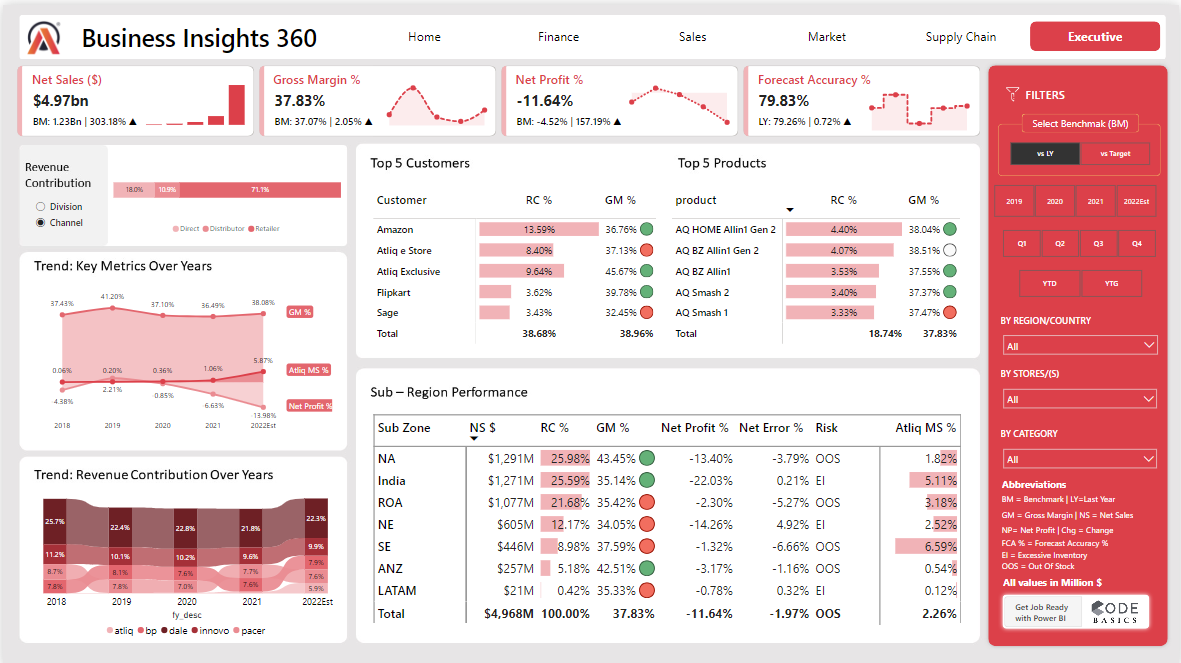 Business Insights 360
Home
Finance
Sales
Market
Supply Chain
Executive
Net Sales ($)
$4.97bn
BM: 1.23Bn | 303.18% ▲
Gross Margin %
37.83%
BM: 37.07% | 2.05% ▲
Net Profit %
-11.64%
BM: -4.52% | 157.19% ▲
Forecast Accuracy %
79.83%
LY: 79.26% | 0.72% ▲
FILTERS
Select Benchmak (BM)
vs LY
vs Target
2019 2020 2021 2022Est
Q1 Q2 Q3 Q4
YTD YTG
BY REGION/COUNTRY
All
BY STORES/(S)
All
BY CATEGORY
All
Abbreviations
BM = Benchmark | LY=Last Year
GM = Gross Margin | NS = Net Sales
NP= Net Profit | Chg = Change
FCA % = Forecast Accuracy %
EI = Excessive Inventory
OOS = Out Of Stock
All values in Million $
Get Job Ready
with Power BI
CODE
BASICS
Revenue
Contribution
Division
Channel
18.0% 10.9% 71.1%
Direct Distributor Retailer
Trend: Key Metrics Over Years
37.43% 41.20% 37.10% 36.49% 38.08%
GM %
0.06% 0.20% 0.36% 1.06% 5.87%
Atliq MS %
-4.38% 2.21% -0.85% -6.63% -13.98%
Net Profit %
2018 2019 2020 2021 2022Est
Trend: Revenue Contribution Over Years
25.7% 22.4% 22.8% 21.8% 22.3%
11.2% 10.1% 10.2% 9.6% 9.9%
8.7% 8.1% 7.6% 7.7% 7.9%
7.8% 7.8% 7.0% 7.6% 7.6%
5.9%
2018 2019 2020 2021 2022Est
fy_desc
atliq bp dale innovo pacer
Top 5 Customers
Customer RC % GM %
Amazon 13.59% 36.76%
Atliq e Store 8.40% 37.13%
Atliq Exclusive 9.64% 45.67%
Flipkart 3.62% 39.78%
Sage 3.43% 32.45%
Total 38.68% 38.96%
Top 5 Products
product RC % GM %
AQ HOME Allin1 Gen 2 4.40% 38.04%
AQ BZ Allin1 Gen 2 4.07% 38.51%
AQ BZ Allin1 3.53% 37.55%
AQ Smash 2 3.40% 37.37%
AQ Smash 1 3.33% 37.47%
Total 18.74% 37.83%
Sub – Region Performance
Sub Zone NS $ RC % GM % Net Profit % Net Error % Risk Atliq MS %
NA $1,291M 25.98% 43.45% -13.40% -3.79% OOS 1.82%
India $1,271M 25.59% 35.14% -22.03% 0.21% EI 5.11%
ROA $1,077M 21.68% 35.42% -2.30% -5.27% OOS 3.18%
NE $605M 12.17% 34.05% -14.26% 4.92% EI 2.52%
SE $446M 8.98% 37.59% -1.32% -6.66% OOS 6.59%
ANZ $257M 5.18% 42.51% -3.17% -1.16% OOS 0.54%
LATAM $21M 0.42% 35.33% -0.78% 0.32% EI 0.12%
Total $4,968M 100.00% 37.83% -11.64% -1.97% OOS 2.26%